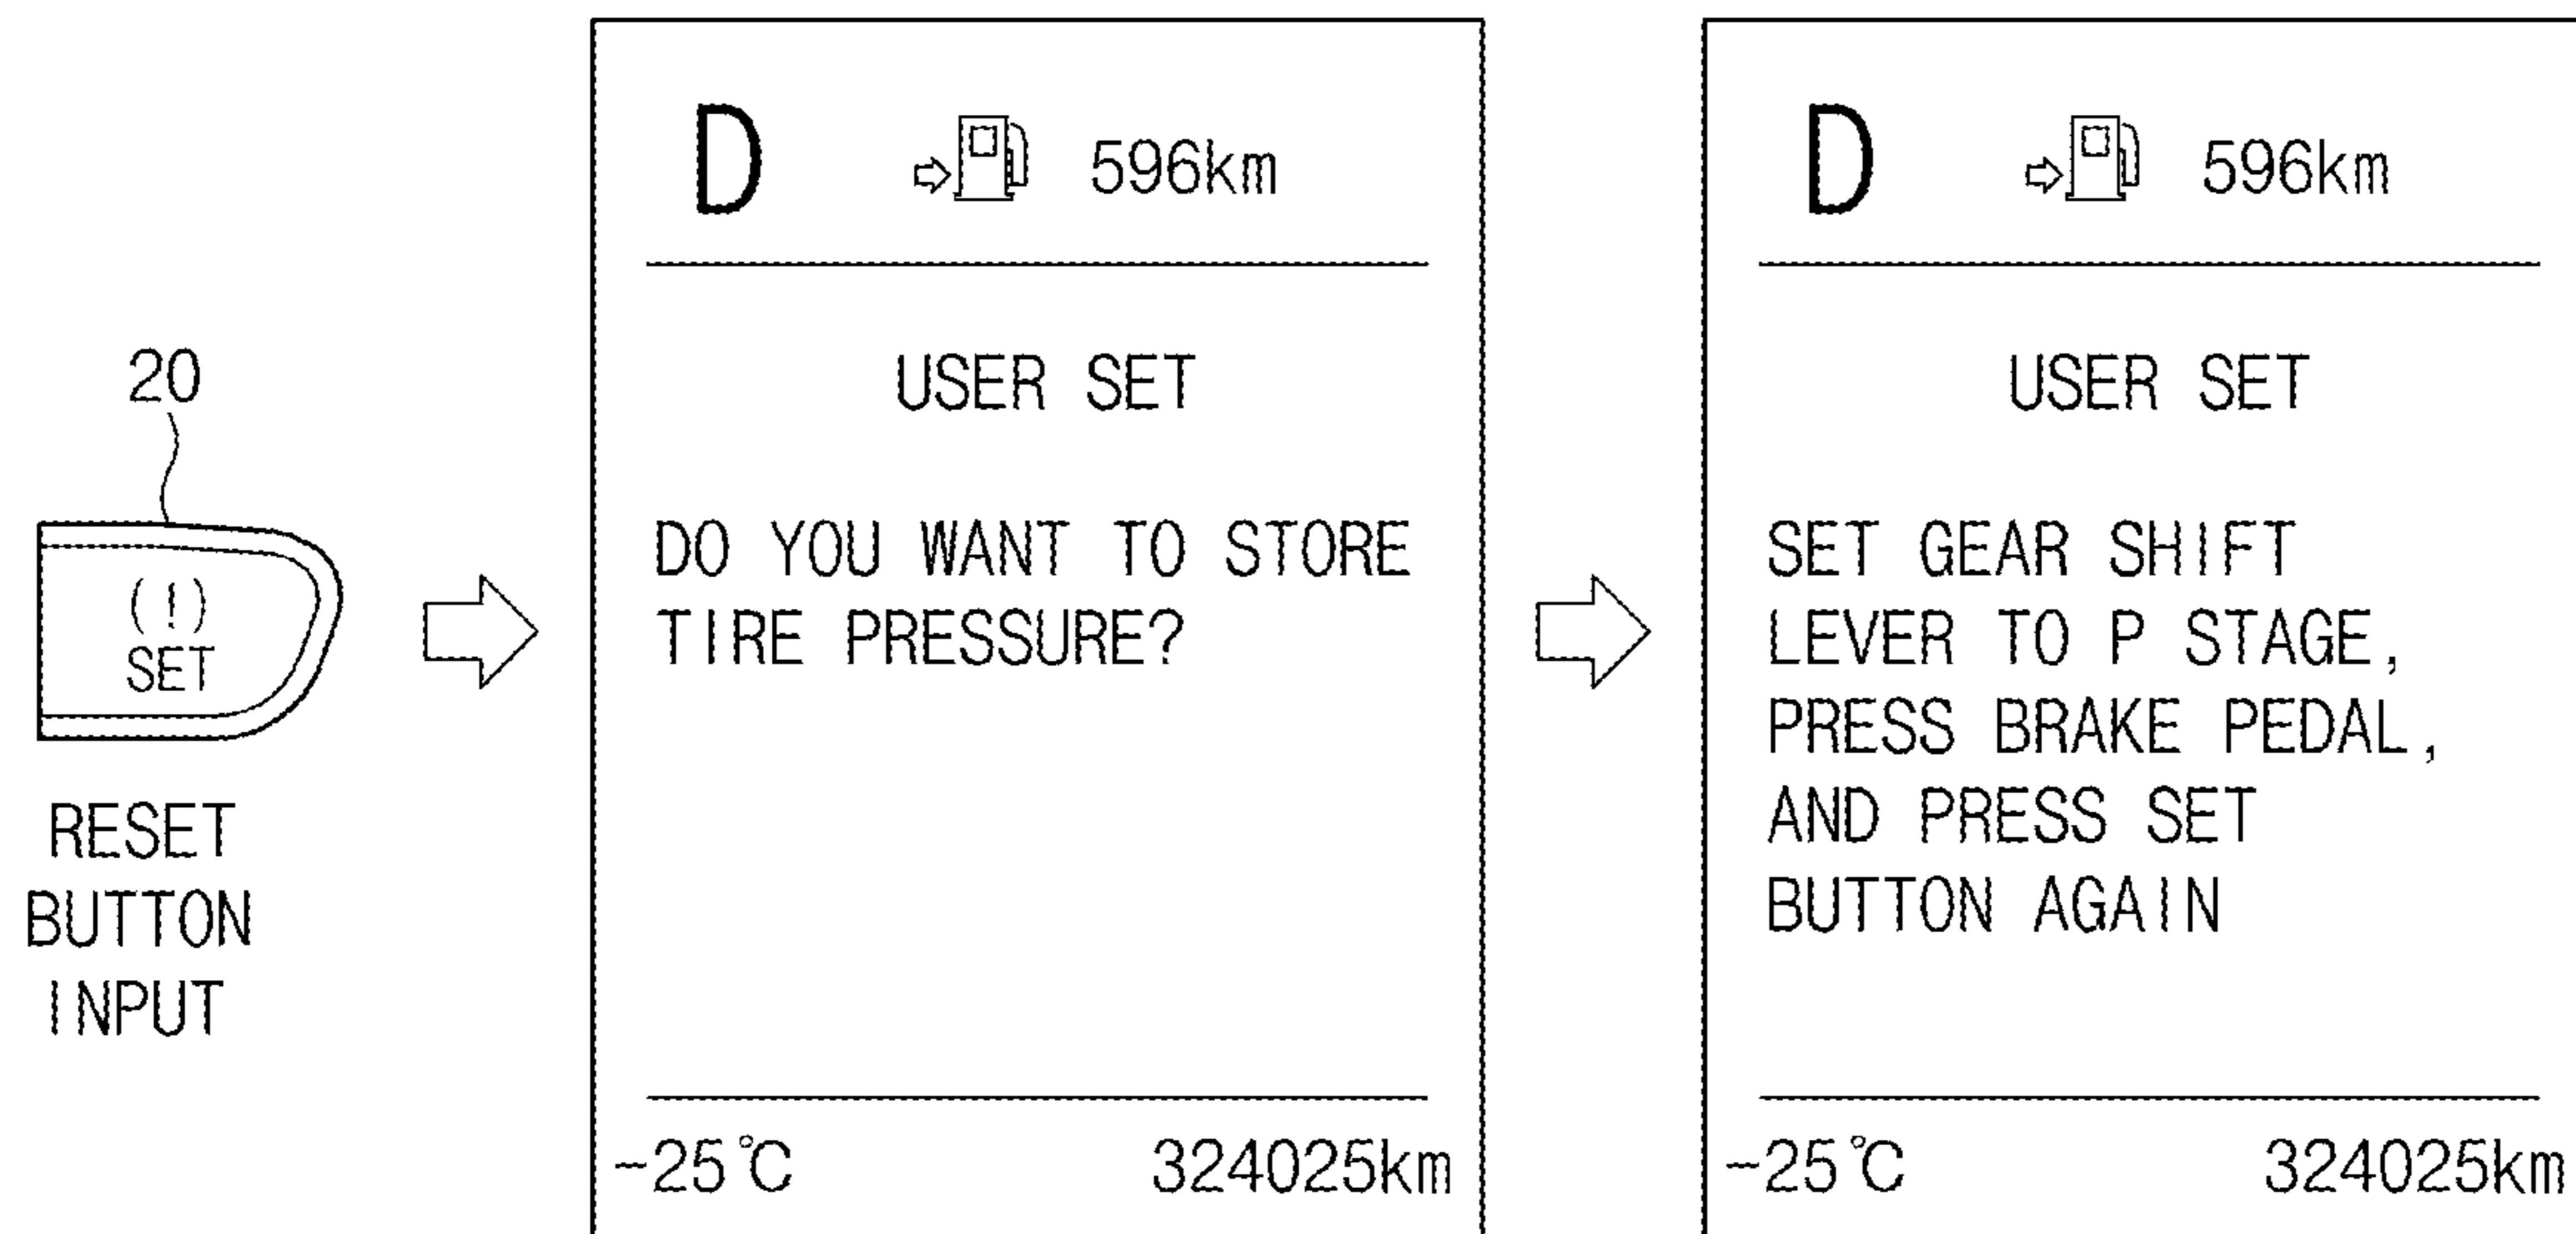 20
(!)
SET
RESET
BUTTON
INPUT
D 596km
USER SET
DO YOU WANT TO STORE
TIRE PRESSURE?
-25℃ 324025km
D 596km
USER SET
SET GEAR SHIFT
LEVER TO P STAGE,
PRESS BRAKE PEDAL,
AND PRESS SET
BUTTON AGAIN
-25℃ 324025km